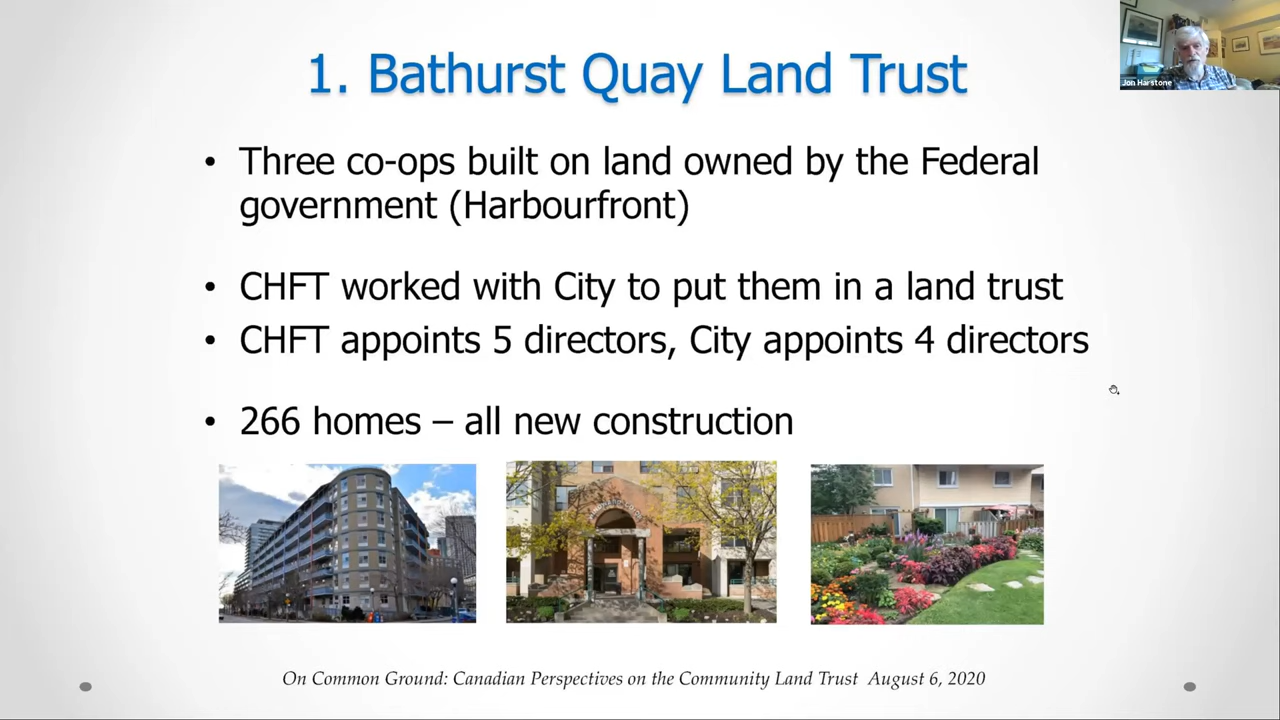 1. Bathurst Quay Land Trust
Jon Harstone
• Three co-ops built on land owned by the Federal
government (Harbourfront)
• CHFT worked with City to put them in a land trust
• CHFT appoints 5 directors, City appoints 4 directors
• 266 homes – all new construction
On Common Ground: Canadian Perspectives on the Community Land Trust August 6, 2020